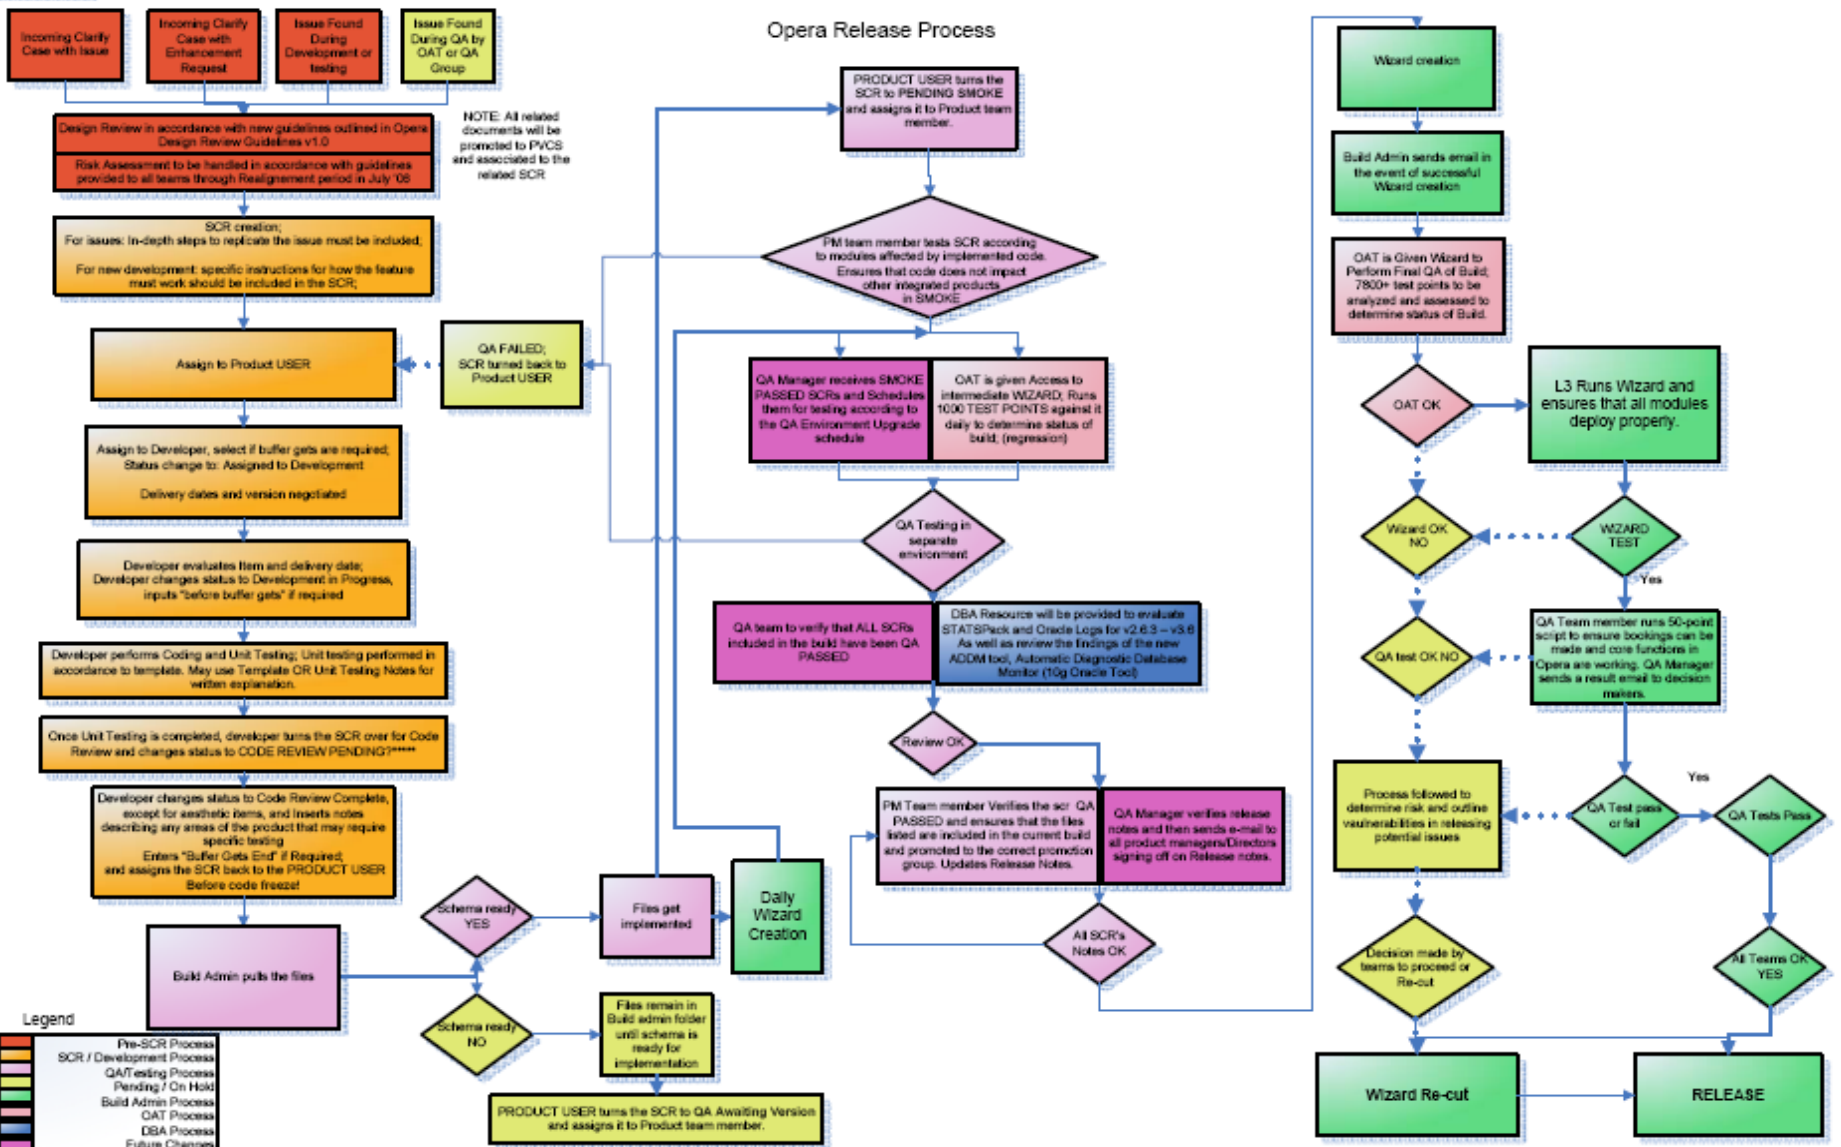 Opera Release Process
Incoming Clarify
Case with Issue
Incoming Clarify
Case with
Enhancement
Request
Issue Found
During
Development or
testing
Issue Found
During QA by
OAT or QA
Group
Design Review in accordance with new guidelines outlined in Opera
Design Review Guidelines v1.0
Risk Assessment to be handled in accordance with guidelines
provided to all teams through Realignement period in July '06
NOTE: All related
documents will be
promoted to PVCS
and associated to the
related SCR
SCR creation;
For issues: In-depth steps to replicate the issue must be included;
For new development: specific instructions for how the feature
must work should be included in the SCR;
Assign to Product USER
QA FAILED;
SCR turned back to
Product USER
Assign to Developer, select if buffer gets are required;
Status change to: Assigned to Development
Delivery dates and version negotiated
Developer evaluates Item and delivery date;
Developer changes status to Development in Progress,
inputs "before buffer gets" if required
Developer performs Coding and Unit Testing; Unit testing performed in
accordance to template. May use Template OR Unit Testing Notes for
written explanation.
Once Unit Testing is completed, developer turns the SCR over for Code
Review and changes status to CODE REVIEW PENDING?*****
Developer changes status to Code Review Complete,
except for aesthetic items, and Inserts notes
describing any areas of the product that may require
specific testing
Enters "Buffer Gets End" if Required;
and assigns the SCR back to the PRODUCT USER
Before code freeze!
Build Admin pulls the files
Schema ready
YES
Schema ready
NO
Files get
implemented
Daily
Wizard
Creation
Files remain in
Build admin folder
until schema is
ready for
implementation
PRODUCT USER turns the SCR to QA Awaiting Version
and assigns it to Product team member.
Legend
Pre-SCR Process
SCR / Development Process
QA/Testing Process
Pending / On Hold
Build Admin Process
OAT Process
DBA Process
Future Changes
PRODUCT USER turns the
SCR to PENDING SMOKE
and assigns it to Product team
member.
PM team member tests SCR according
to modules affected by implemented code.
Ensures that code does not impact
other integrated products
in SMOKE
QA Manager receives SMOKE
PASSED SCRs and Schedules
them for testing according to
the QA Environment Upgrade
schedule
OAT is given Access to
intermediate WIZARD; Runs
1000 TEST POINTS against it
daily to determine status of
build; (regression)
QA Testing in
separate
environment
QA team to verify that ALL SCRs
included in the build have been QA
PASSED
DBA Resource will be provided to evaluate
STATSPack and Oracle Logs for v2.6.3 – v3.6
As well as review the findings of the new
ADDM tool, Automatic Diagnostic Database
Monitor (10g Oracle Tool)
Review OK
PM Team member Verifies the scr QA
PASSED and ensures that the files
listed are included in the current build
and promoted to the correct promotion
group. Updates Release Notes.
QA Manager verifies release
notes and then sends e-mail to
all product managers/Directors
signing off on Release notes.
All SCR's
Notes OK
Wizard creation
Build Admin sends email in
the event of successful
Wizard creation
OAT is Given Wizard to
Perform Final QA of Build;
7800+ test points to be
analyzed and assessed to
determine status of Build.
OAT OK
L3 Runs Wizard and
ensures that all modules
deploy properly.
Wizard OK
NO
WIZARD
TEST
Yes
QA test OK NO
QA Team member runs 50-point
script to ensure bookings can be
made and core functions in
Opera are working. QA Manager
sends a result email to decision
makers.
Process followed to
determine risk and outline
vaulnerabilities in releasing
potential issues
QA Test pass
or fail
Yes
QA Tests Pass
Decision made by
teams to proceed or
Re-cut
All Teams OK
YES
Wizard Re-cut
RELEASE